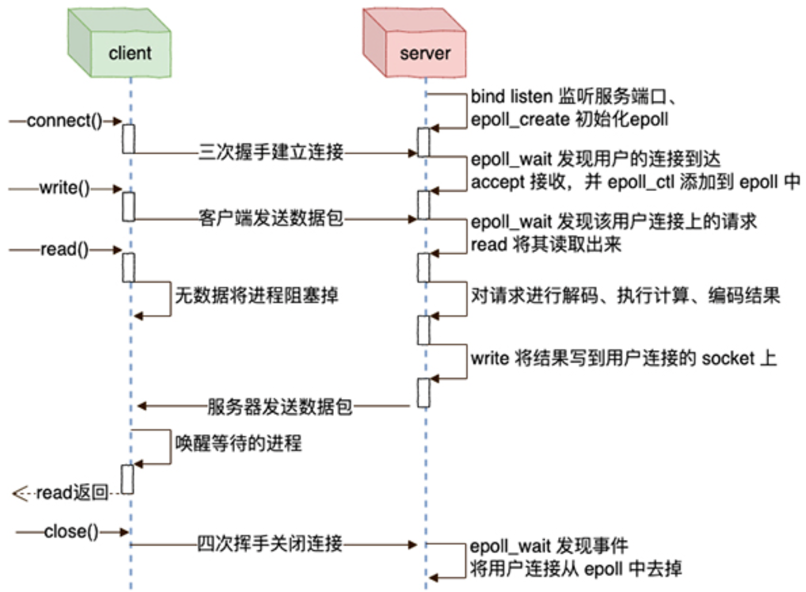 client
server
bind listen 监听服务端口、
epoll_create 初始化epoll
connect()
三次握手建立连接
epoll_wait 发现用户的连接到达
accept 接收，并 epoll_ctl 添加到 epoll 中
write()
客户端发送数据包
epoll_wait 发现该用户连接上的请求
read 将其读取出来
read()
无数据将进程阻塞掉
对请求进行解码、执行计算、编码结果
write 将结果写到用户连接的 socket 上
服务器发送数据包
唤醒等待的进程
read返回
close()
四次挥手关闭连接
epoll_wait 发现事件
将用户连接从 epoll 中去掉